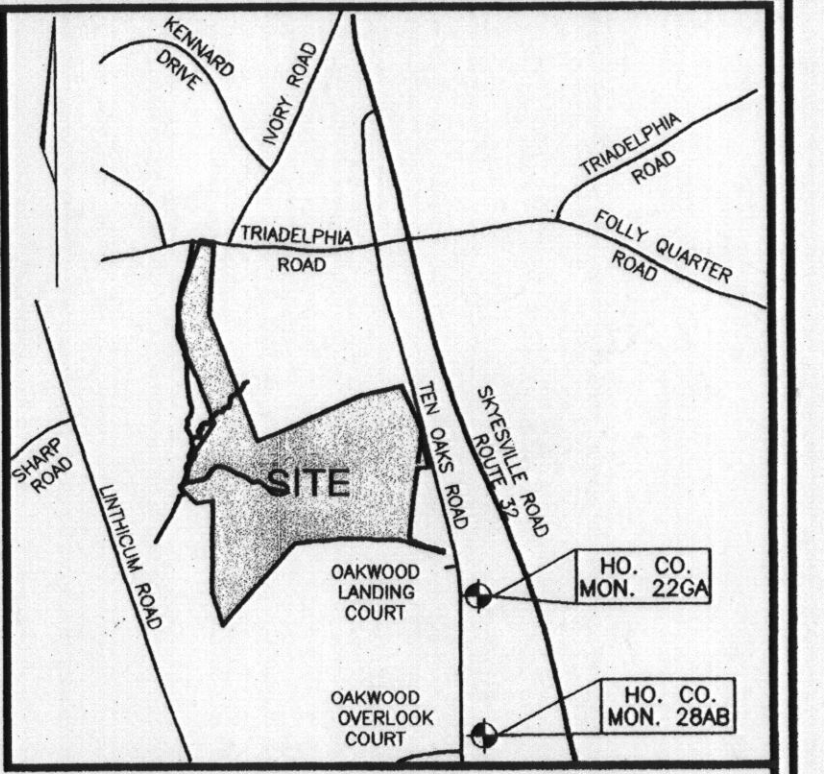 KENNARD
DRIVE
IVORY ROAD
TRIADELPHIA
ROAD
TRIADELPHIA
ROAD
FOLLY QUARTER
ROAD
SHARP
ROAD
LINTHICUM ROAD
SITE
TEN OAKS ROAD
SKYESVILLE ROAD
ROUTE 32
OAKWOOD
LANDING
COURT
HO. CO.
MON. 22GA
OAKWOOD
OVERLOOK
COURT
HO. CO.
MON. 28AB